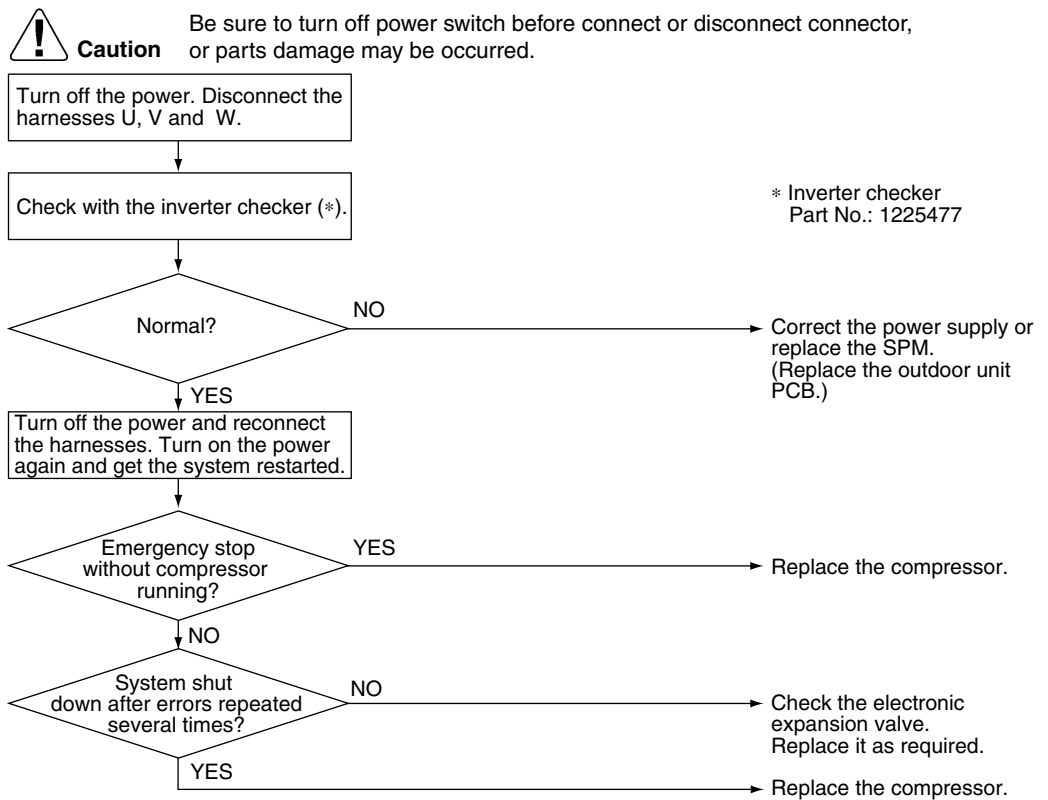 Be sure to turn off power switch before connect or disconnect connector,
Caution or parts damage may be occurred.
Turn off the power. Disconnect the
harnesses U, V and W.
Check with the inverter checker (*).
* Inverter checker
Part No.: 1225477
Normal?
NO
Correct the power supply or
replace the SPM.
(Replace the outdoor unit
PCB.)
YES
Turn off the power and reconnect
the harnesses. Turn on the power
again and get the system restarted.
Emergency stop
without compressor
running?
YES
Replace the compressor.
NO
System shut
down after errors repeated
several times?
NO
Check the electronic
expansion valve.
Replace it as required.
YES
Replace the compressor.